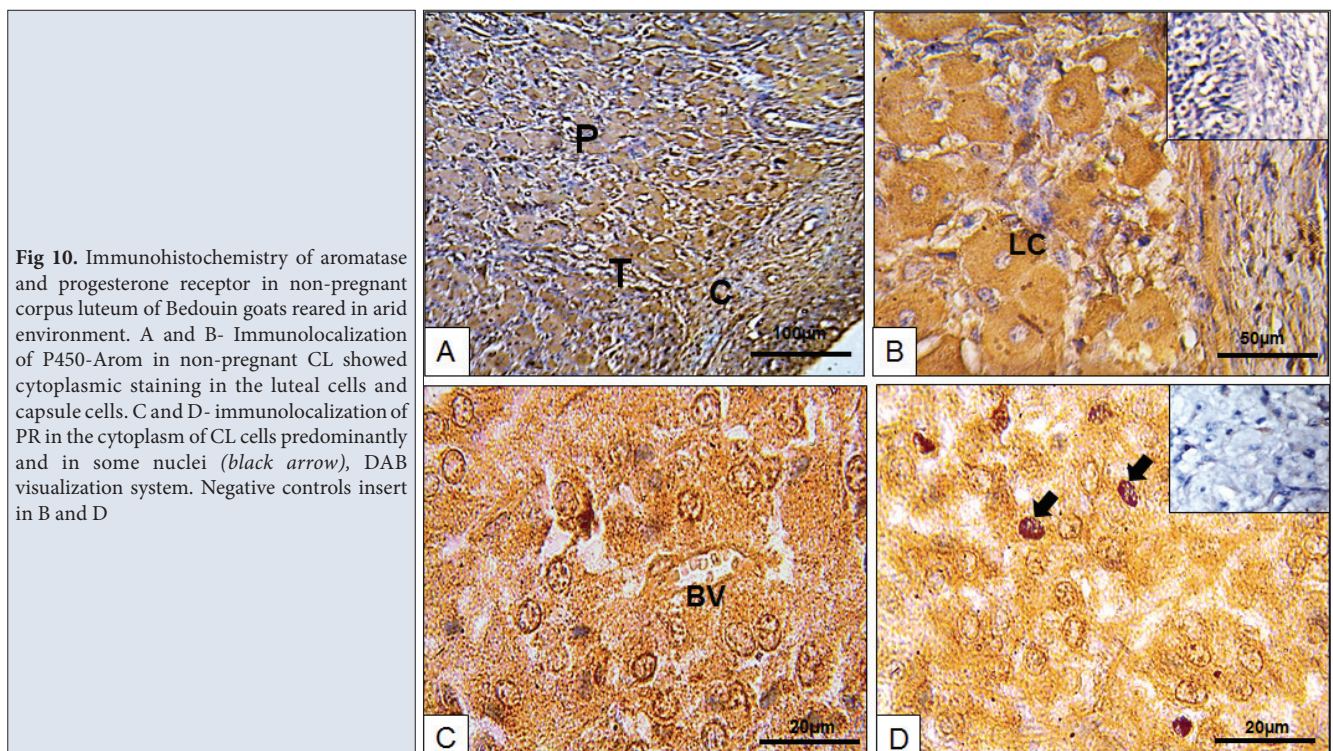 Fig 10. Immunohistochemistry of aromatase
and progesterone receptor in non-pregnant
corpus luteum of Bedouin goats reared in arid
environment. A and B- Immunolocalization
of P450-Arom in non-pregnant CL showed
cytoplasmic staining in the luteal cells and
capsule cells. C and D- immunolocalization of
PR in the cytoplasm of CL cells predominantly
and in some nuclei (black arrow), DAB
visualization system. Negative controls insert
in B and D
P
T
C
100µm
A
LC
50µm
B
BV
20µm
C
20µm
D